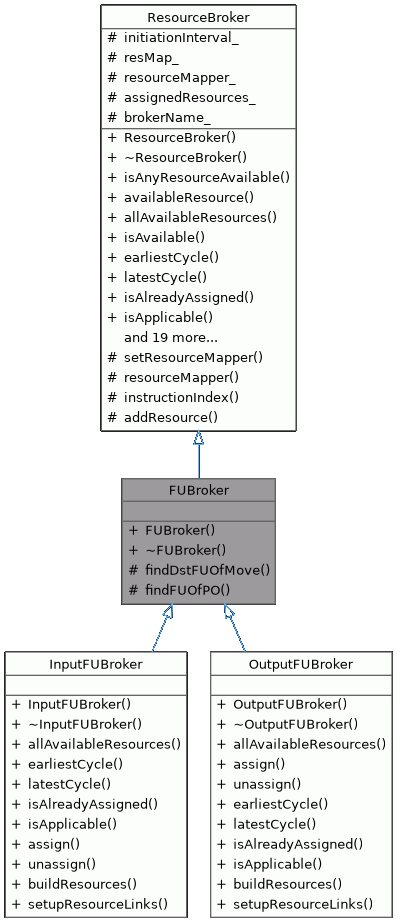 ResourceBroker
# initiationInterval_
# resMap_
# resourceMapper_
# assignedResources_
# brokerName_
+ ResourceBroker()
+ ~ResourceBroker()
+ isAnyResourceAvailable()
+ availableResource()
+ allAvailableResources()
+ isAvailable()
+ earliestCycle()
+ latestCycle()
+ isAlreadyAssigned()
+ isApplicable()
and 19 more...
# setResourceMapper()
# resourceMapper()
# instructionIndex()
# addResource()
FUBroker
+ FUBroker()
+ ~FUBroker()
# findDstFUOfMove()
# findFUOfPO()
InputFUBroker
+ InputFUBroker()
+ ~InputFUBroker()
+ allAvailableResources()
+ earliestCycle()
+ latestCycle()
+ isAlreadyAssigned()
+ isApplicable()
+ assign()
+ unassign()
+ buildResources()
+ setupResourceLinks()
OutputFUBroker
+ OutputFUBroker()
+ ~OutputFUBroker()
+ allAvailableResources()
+ assign()
+ unassign()
+ earliestCycle()
+ latestCycle()
+ isAlreadyAssigned()
+ isApplicable()
+ buildResources()
+ setupResourceLinks()